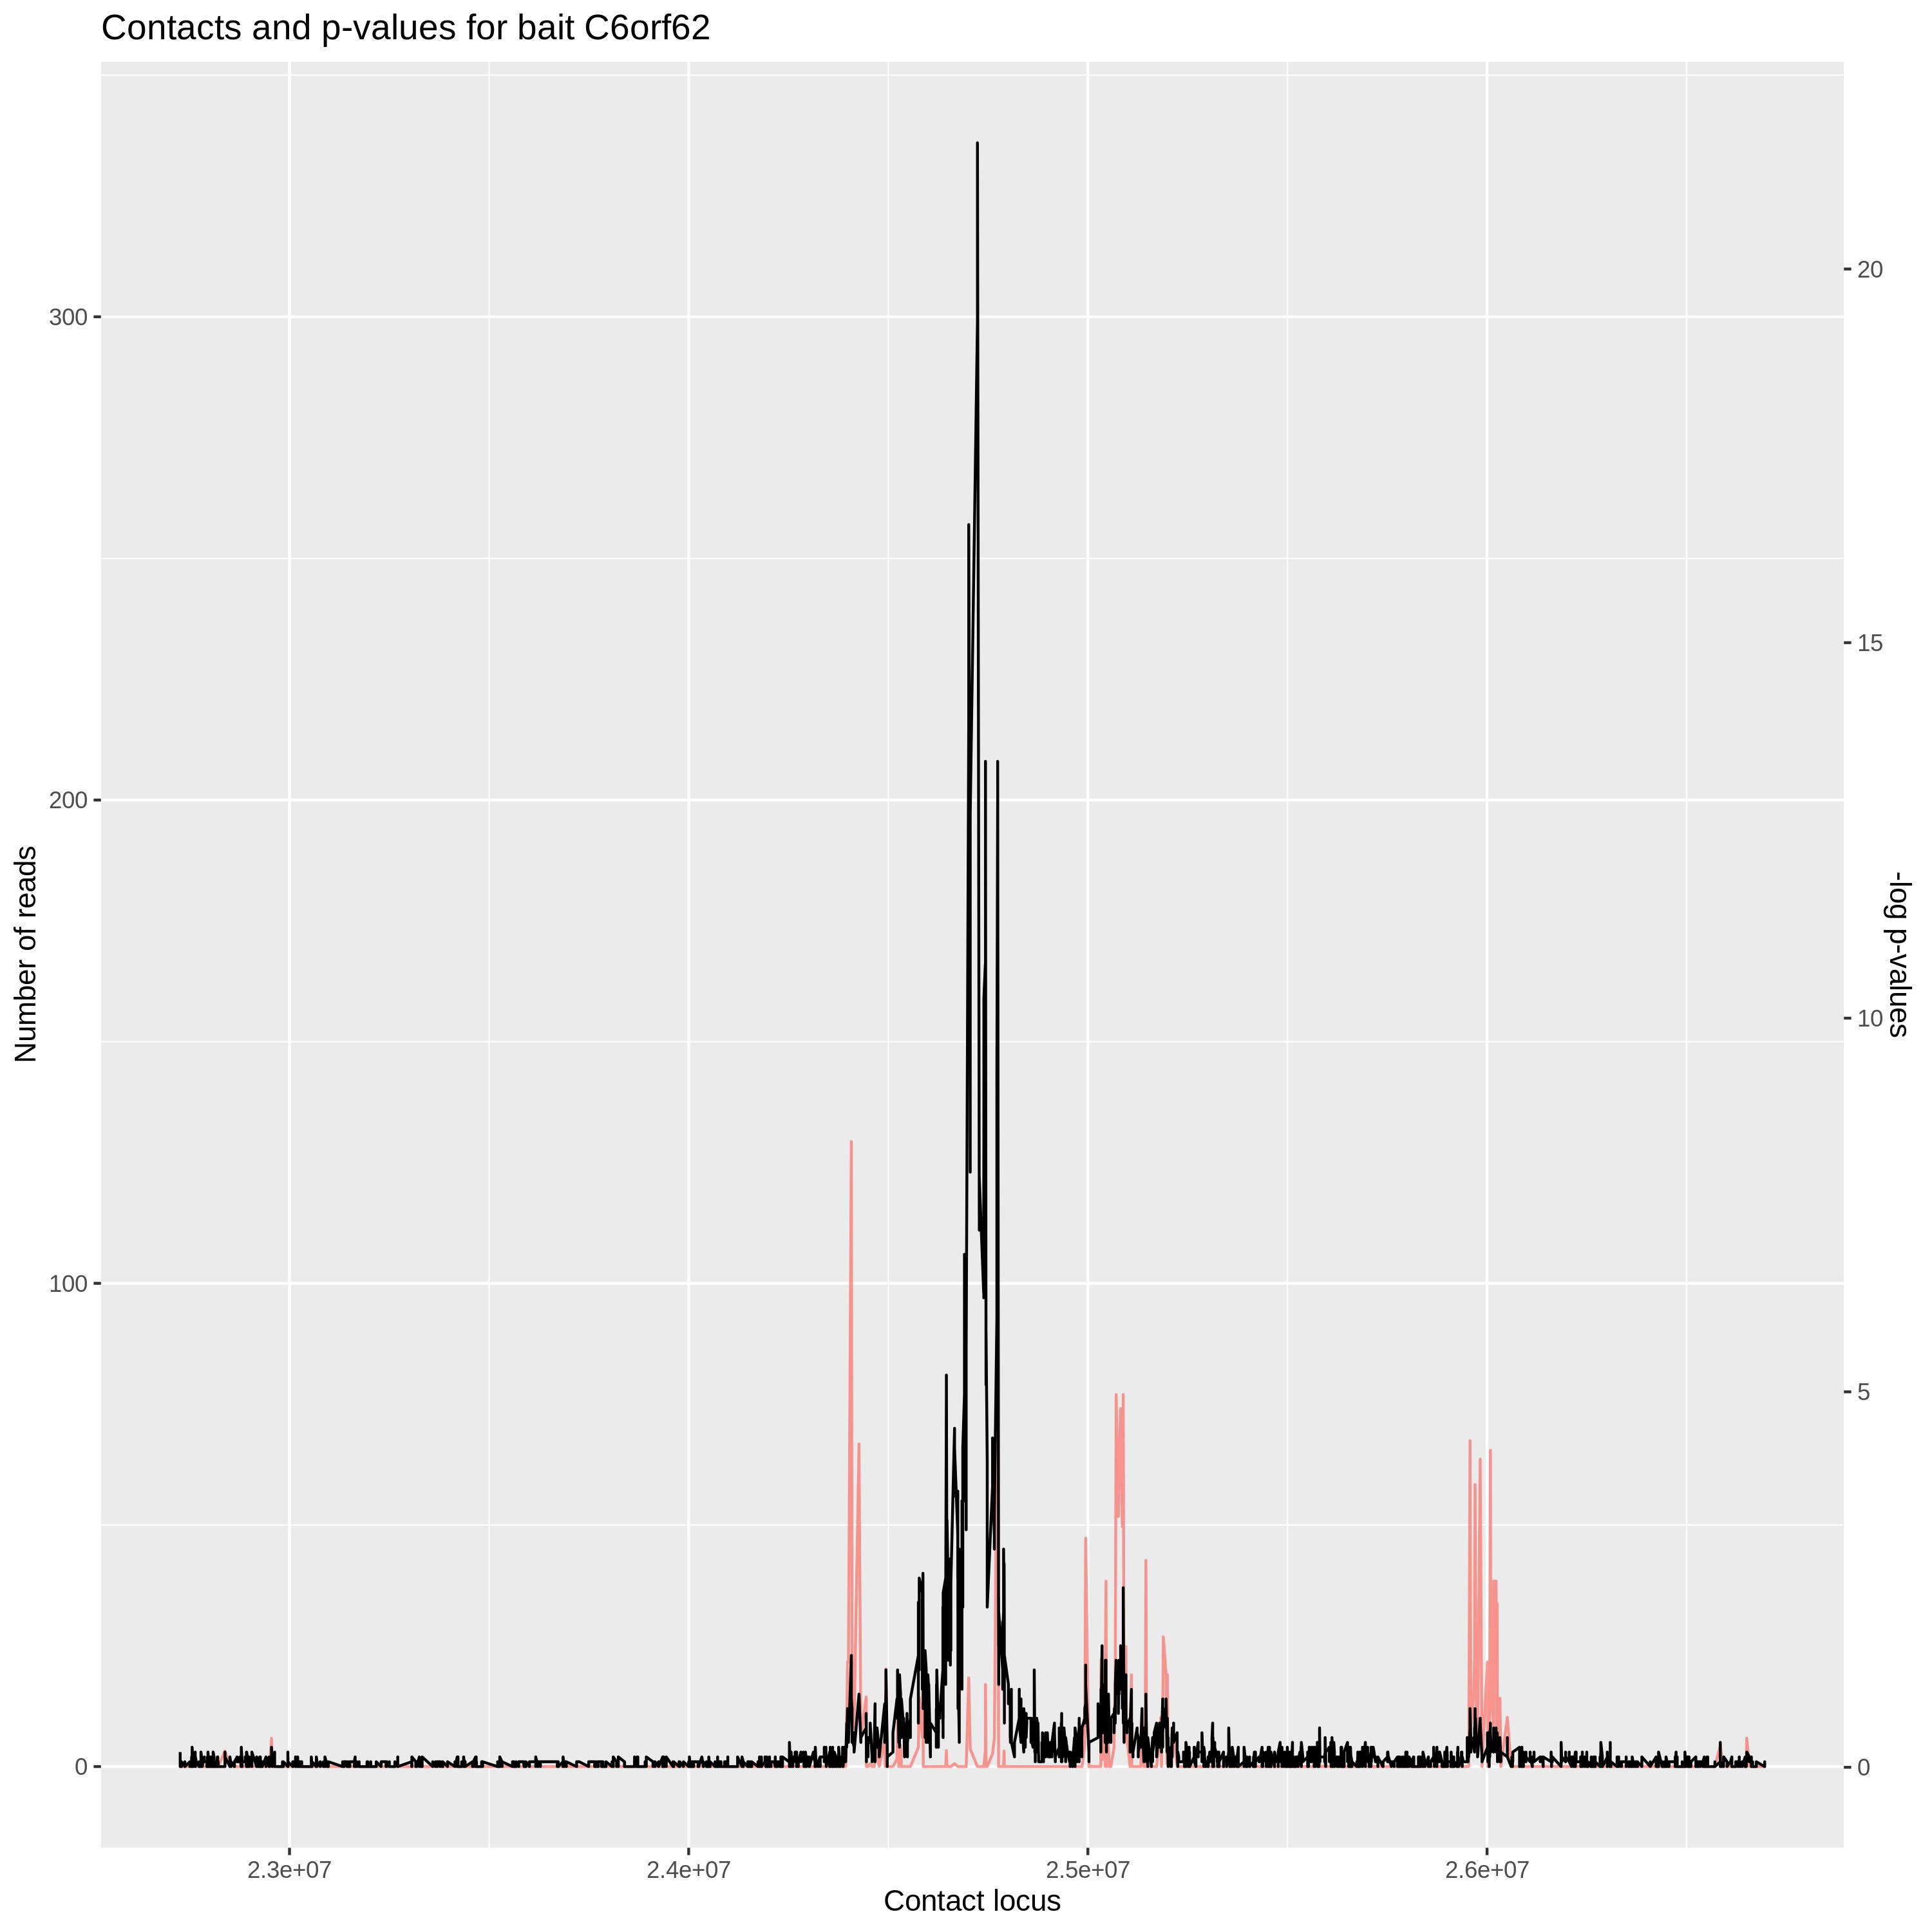 Contacts and p-values for bait C6orf62
Number of reads
300
200
100
0
20
15
10
5
0
-log p-values
2.3e+07 2.4e+07 2.5e+07 2.6e+07
Contact locus